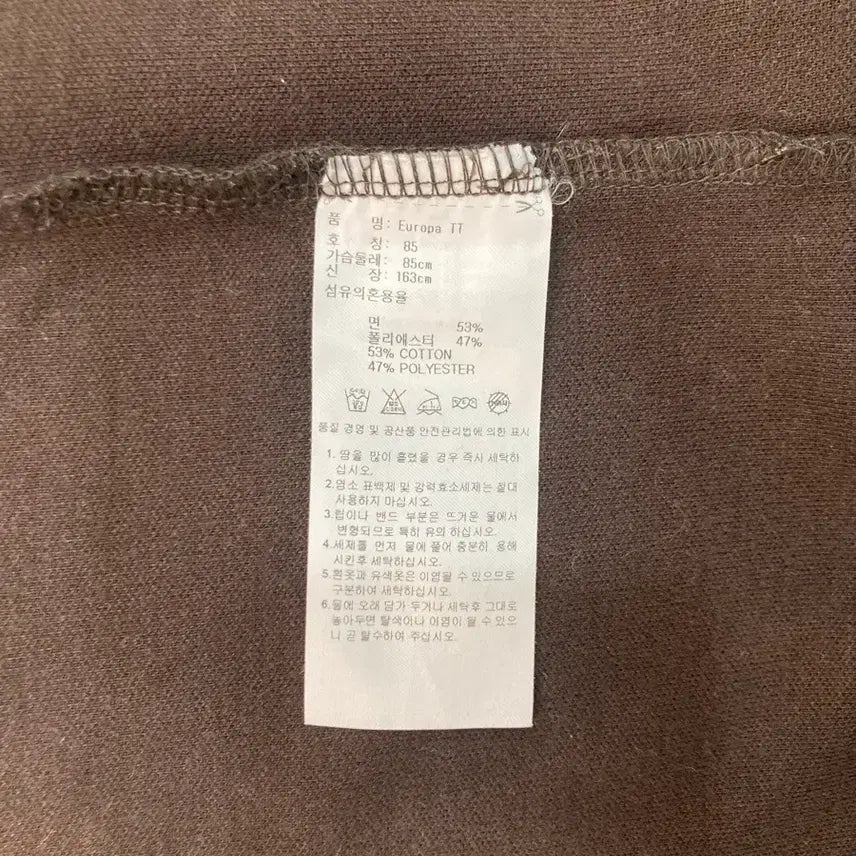 품 명: Europa TT
호 칭: 85
가슴둘레: 85cm
신 장: 163cm
섬유의혼용율
면 53%
폴리에스터 47%
53% COTTON
47% POLYESTER
품질 경영 및 공산품 안전관리법에 의한 표시
1. 땀을 많이 흘렸을 경우 즉시 세탁하
십시오.
2.염소 표백제 및 강력효소세제는 절대
사용하지 마십시오.
3.립이나 밴드 부분은 뜨거운 물에서
변형되므로 특히 유의 하십시오.
4.세제를 먼저 물에 풀어 충분히 용해
시킨후 세탁하십시오.
5.흰옷과 유색옷은 이염될 수 있으므로
구분하여 세탁하십시오.
6.물에 오래 담가 두거나 세탁후 그대로
놓아두면 탈색이나 이염이 될 수 있으
니 곧 탈수하여 주십시오.